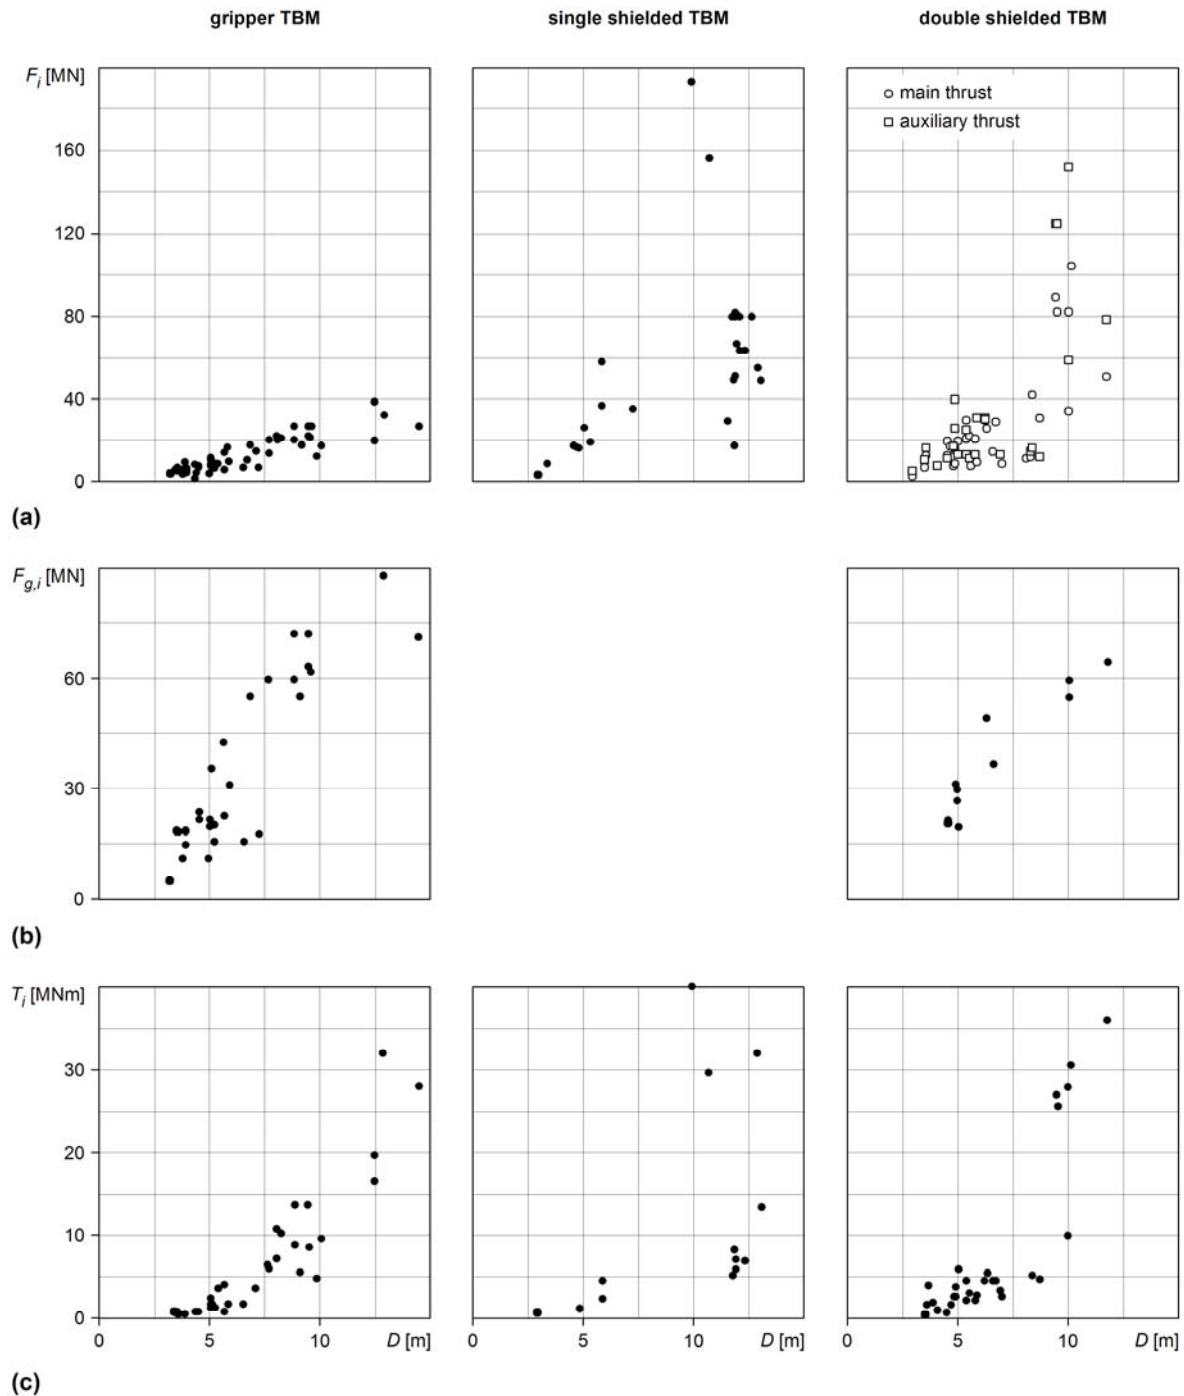 gripper TBM single shielded TBM double shielded TBM
F_i [MN]
main thrust
auxiliary thrust
160
120
80
40
0
(a)
F_g,i [MN]
60
30
0
(b)
T_i [MNm]
30
20
10
0
0 5 10 D [m] 0 5 10 D [m] 0 5 10 D [m]
(c)